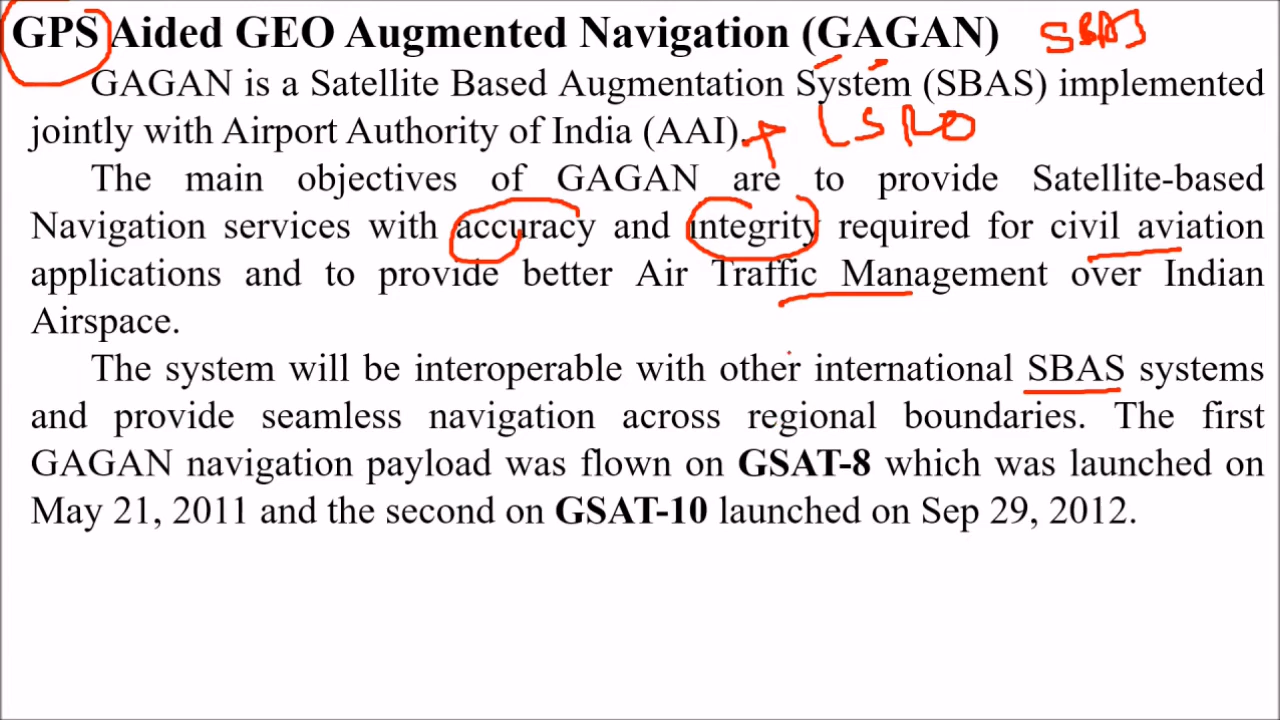 GPS Aided GEO Augmented Navigation (GAGAN) SBAS
GAGAN is a Satellite Based Augmentation System (SBAS) implemented
jointly with Airport Authority of India (AAI). + ISRO
The main objectives of GAGAN are to provide Satellite-based
Navigation services with accuracy and integrity required for civil aviation
applications and to provide better Air Traffic Management over Indian
Airspace.
The system will be interoperable with other international SBAS systems
and provide seamless navigation across regional boundaries. The first
GAGAN navigation payload was flown on GSAT-8 which was launched on
May 21, 2011 and the second on GSAT-10 launched on Sep 29, 2012.